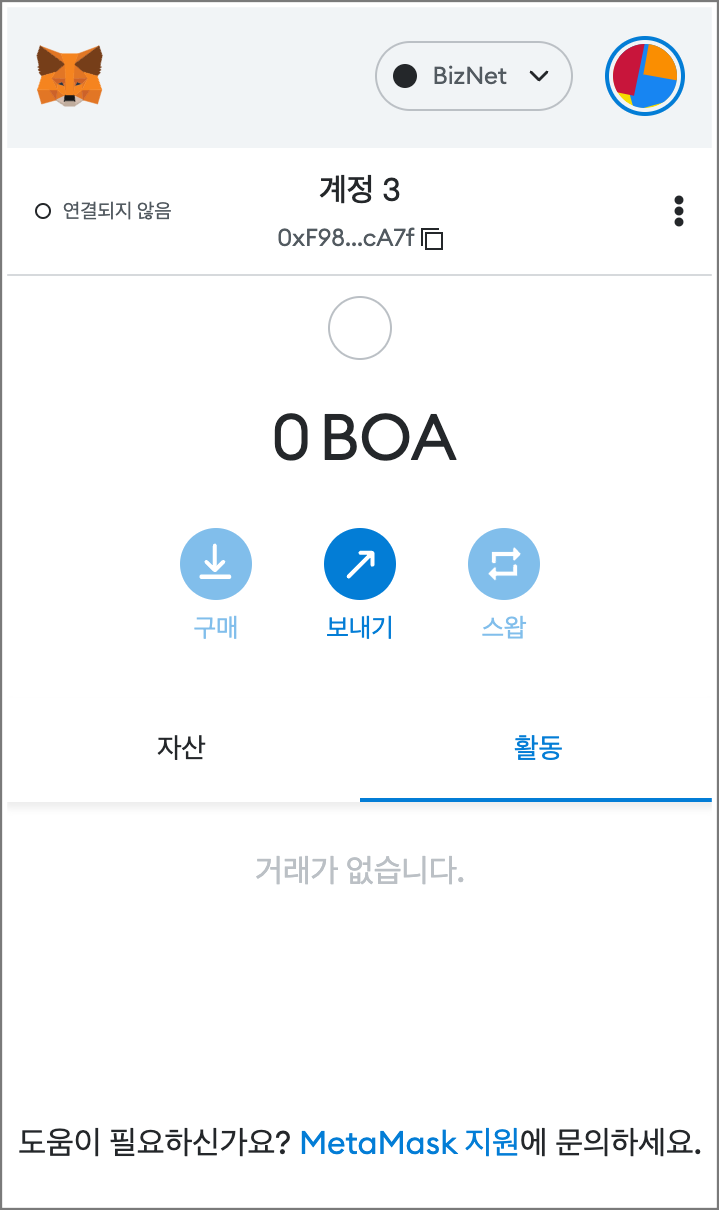 BizNet
계정 3
연결되지 않음
0xF98...cA7f
0 BOA
구매
보내기
스왑
자산
활동
거래가 없습니다.
도움이 필요하신가요? MetaMask 지원에 문의하세요.